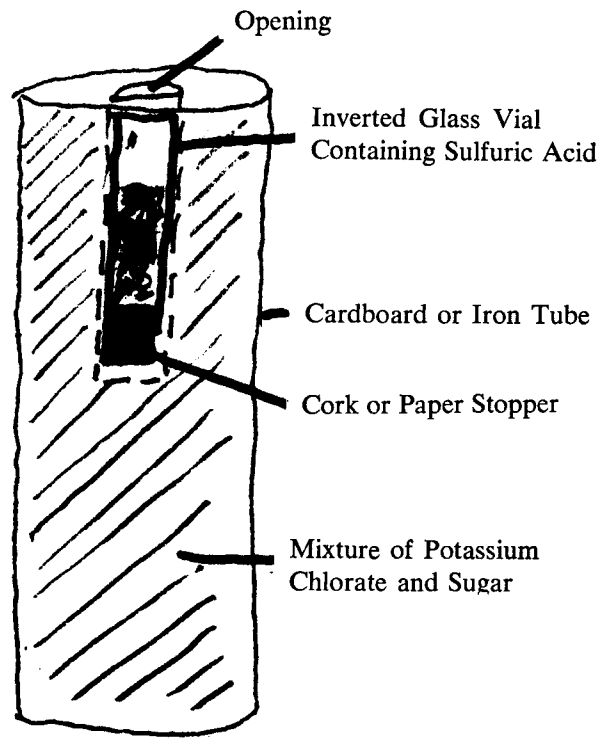 Opening
Inverted Glass Vial
Containing Sulfuric Acid
Cardboard or Iron Tube
Cork or Paper Stopper
Mixture of Potassium
Chlorate and Sugar